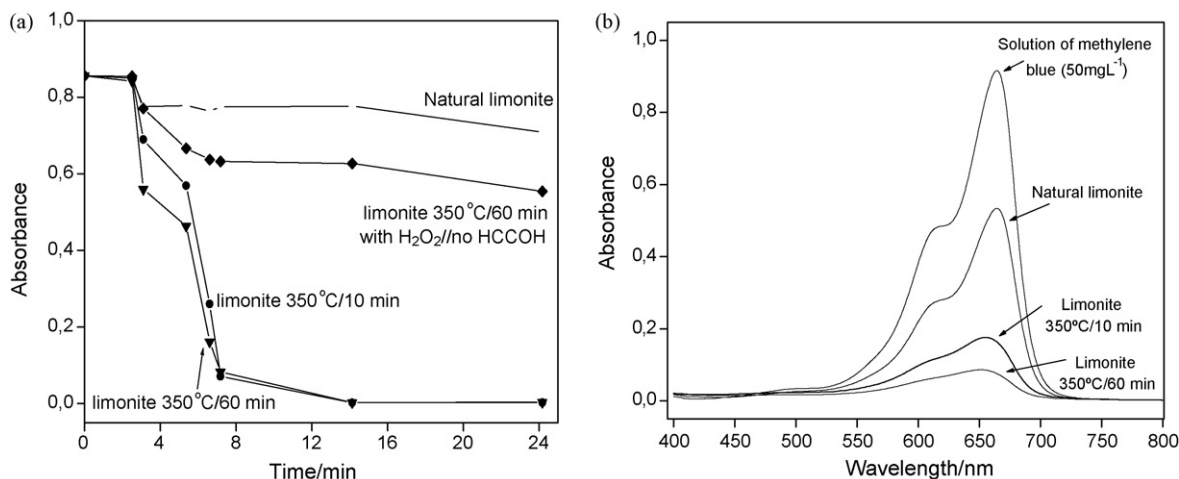 (a)
Absorbance
1,0
0,8
0,6
0,4
0,2
0,0
Natural limonite
limonite 350°C/60 min
with H₂O₂//no HCCOH
limonite 350°C/10 min
limonite 350°C/60 min
0 4 8 12 16 20 24
Time/min
(b)
Absorbance
1,0
0,8
0,6
0,4
0,2
0,0
Solution of methylene
blue (50mgL⁻¹)
Natural limonite
Limonite
350ºC/10 min
Limonite
350ºC/60 min
400 450 500 550 600 650 700 750 800
Wavelength/nm